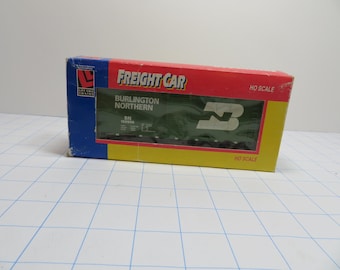 FREIGHT CAR
HO SCALE
BURLINGTON
NORTHERN
BN
HO SCALE